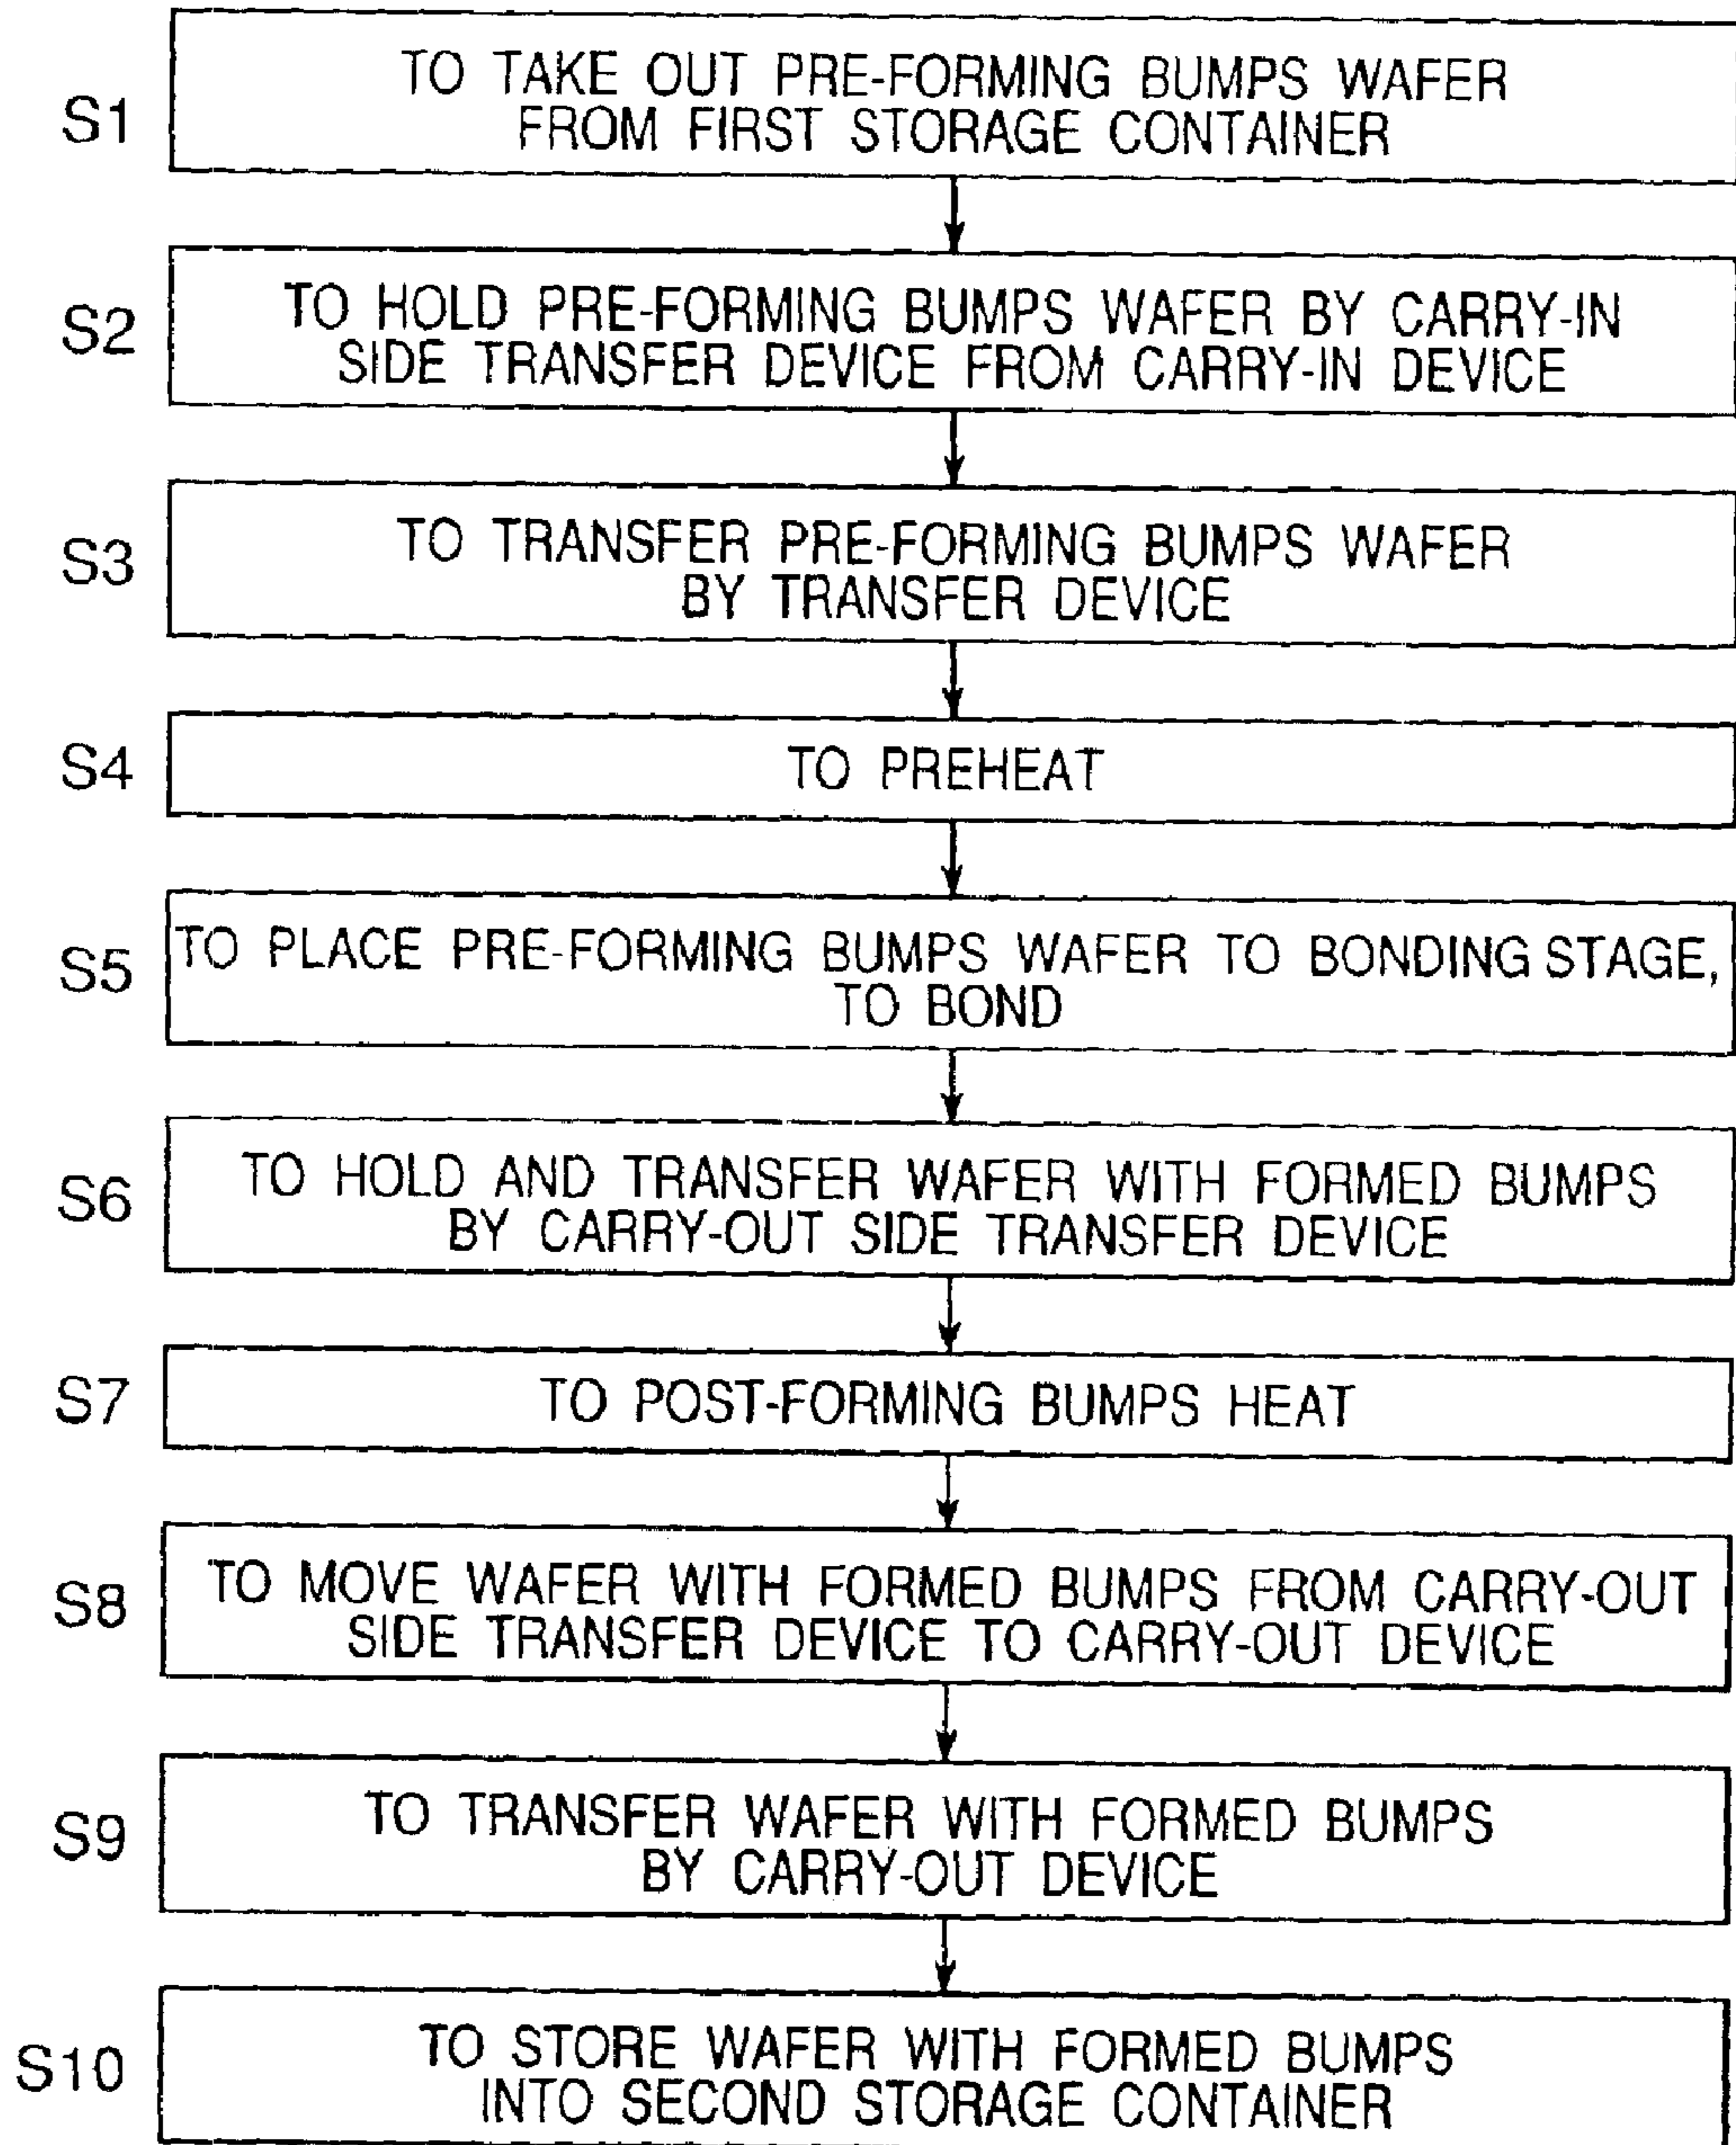 S1
TO TAKE OUT PRE-FORMING BUMPS WAFER
FROM FIRST STORAGE CONTAINER
S2
TO HOLD PRE-FORMING BUMPS WAFER BY CARRY-IN
SIDE TRANSFER DEVICE FROM CARRY-IN DEVICE
S3
TO TRANSFER PRE-FORMING BUMPS WAFER
BY TRANSFER DEVICE
S4
TO PREHEAT
S5
TO PLACE PRE-FORMING BUMPS WAFER TO BONDING STAGE,
TO BOND
S6
TO HOLD AND TRANSFER WAFER WITH FORMED BUMPS
BY CARRY-OUT SIDE TRANSFER DEVICE
S7
TO POST-FORMING BUMPS HEAT
S8
TO MOVE WAFER WITH FORMED BUMPS FROM CARRY-OUT
SIDE TRANSFER DEVICE TO CARRY-OUT DEVICE
S9
TO TRANSFER WAFER WITH FORMED BUMPS
BY CARRY-OUT DEVICE
S10
TO STORE WAFER WITH FORMED BUMPS
INTO SECOND STORAGE CONTAINER